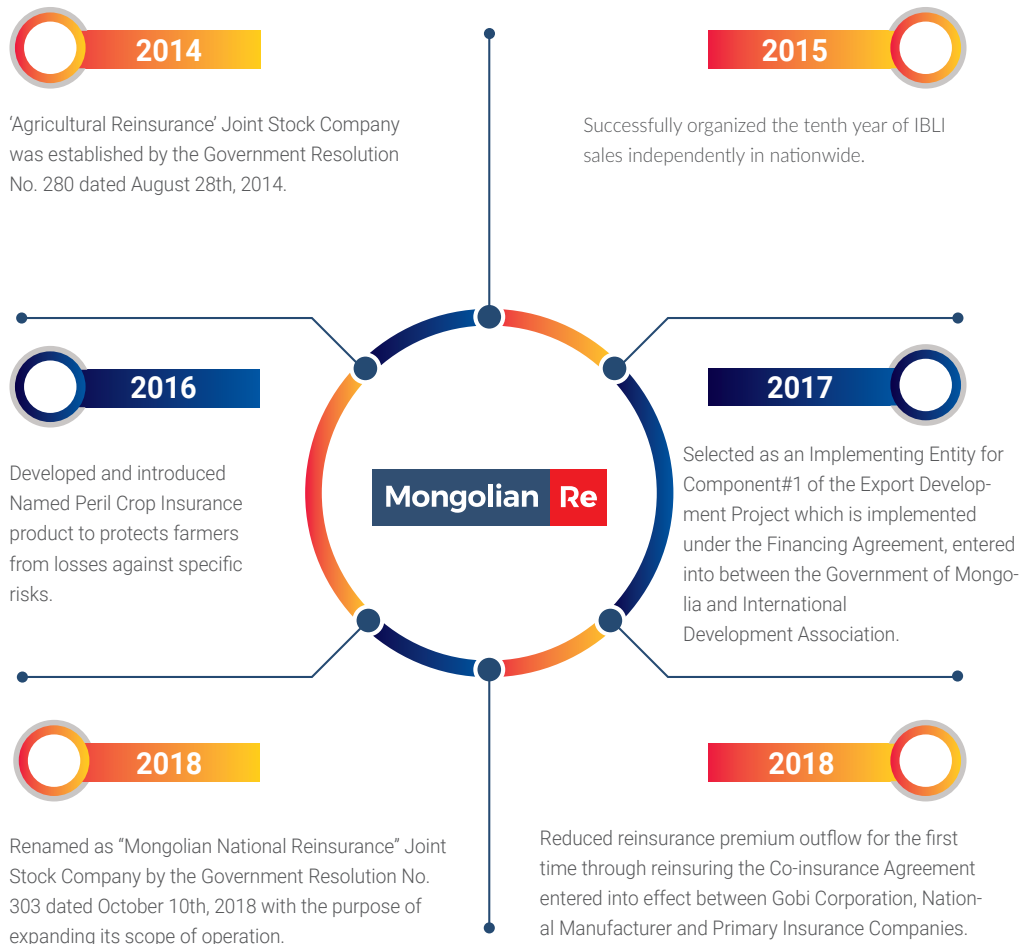 2014
'Agricultural Reinsurance' Joint Stock Company
was established by the Government Resolution
No. 280 dated August 28th, 2014.
2015
Successfully organized the tenth year of IBLI
sales independently in nationwide.
2016
Developed and introduced
Named Peril Crop Insurance
product to protects farmers
from losses against specific
risks.
Mongolian Re
2017
Selected as an Implementing Entity for
Component#1 of the Export Develop-
ment Project which is implemented
under the Financing Agreement, entered
into between the Government of Mongo-
lia and International
Development Association.
2018
Renamed as “Mongolian National Reinsurance” Joint
Stock Company by the Government Resolution No.
303 dated October 10th, 2018 with the purpose of
expanding its scope of operation.
2018
Reduced reinsurance premium outflow for the first
time through reinsuring the Co-insurance Agreement
entered into effect between Gobi Corporation, Nation-
al Manufacturer and Primary Insurance Companies.